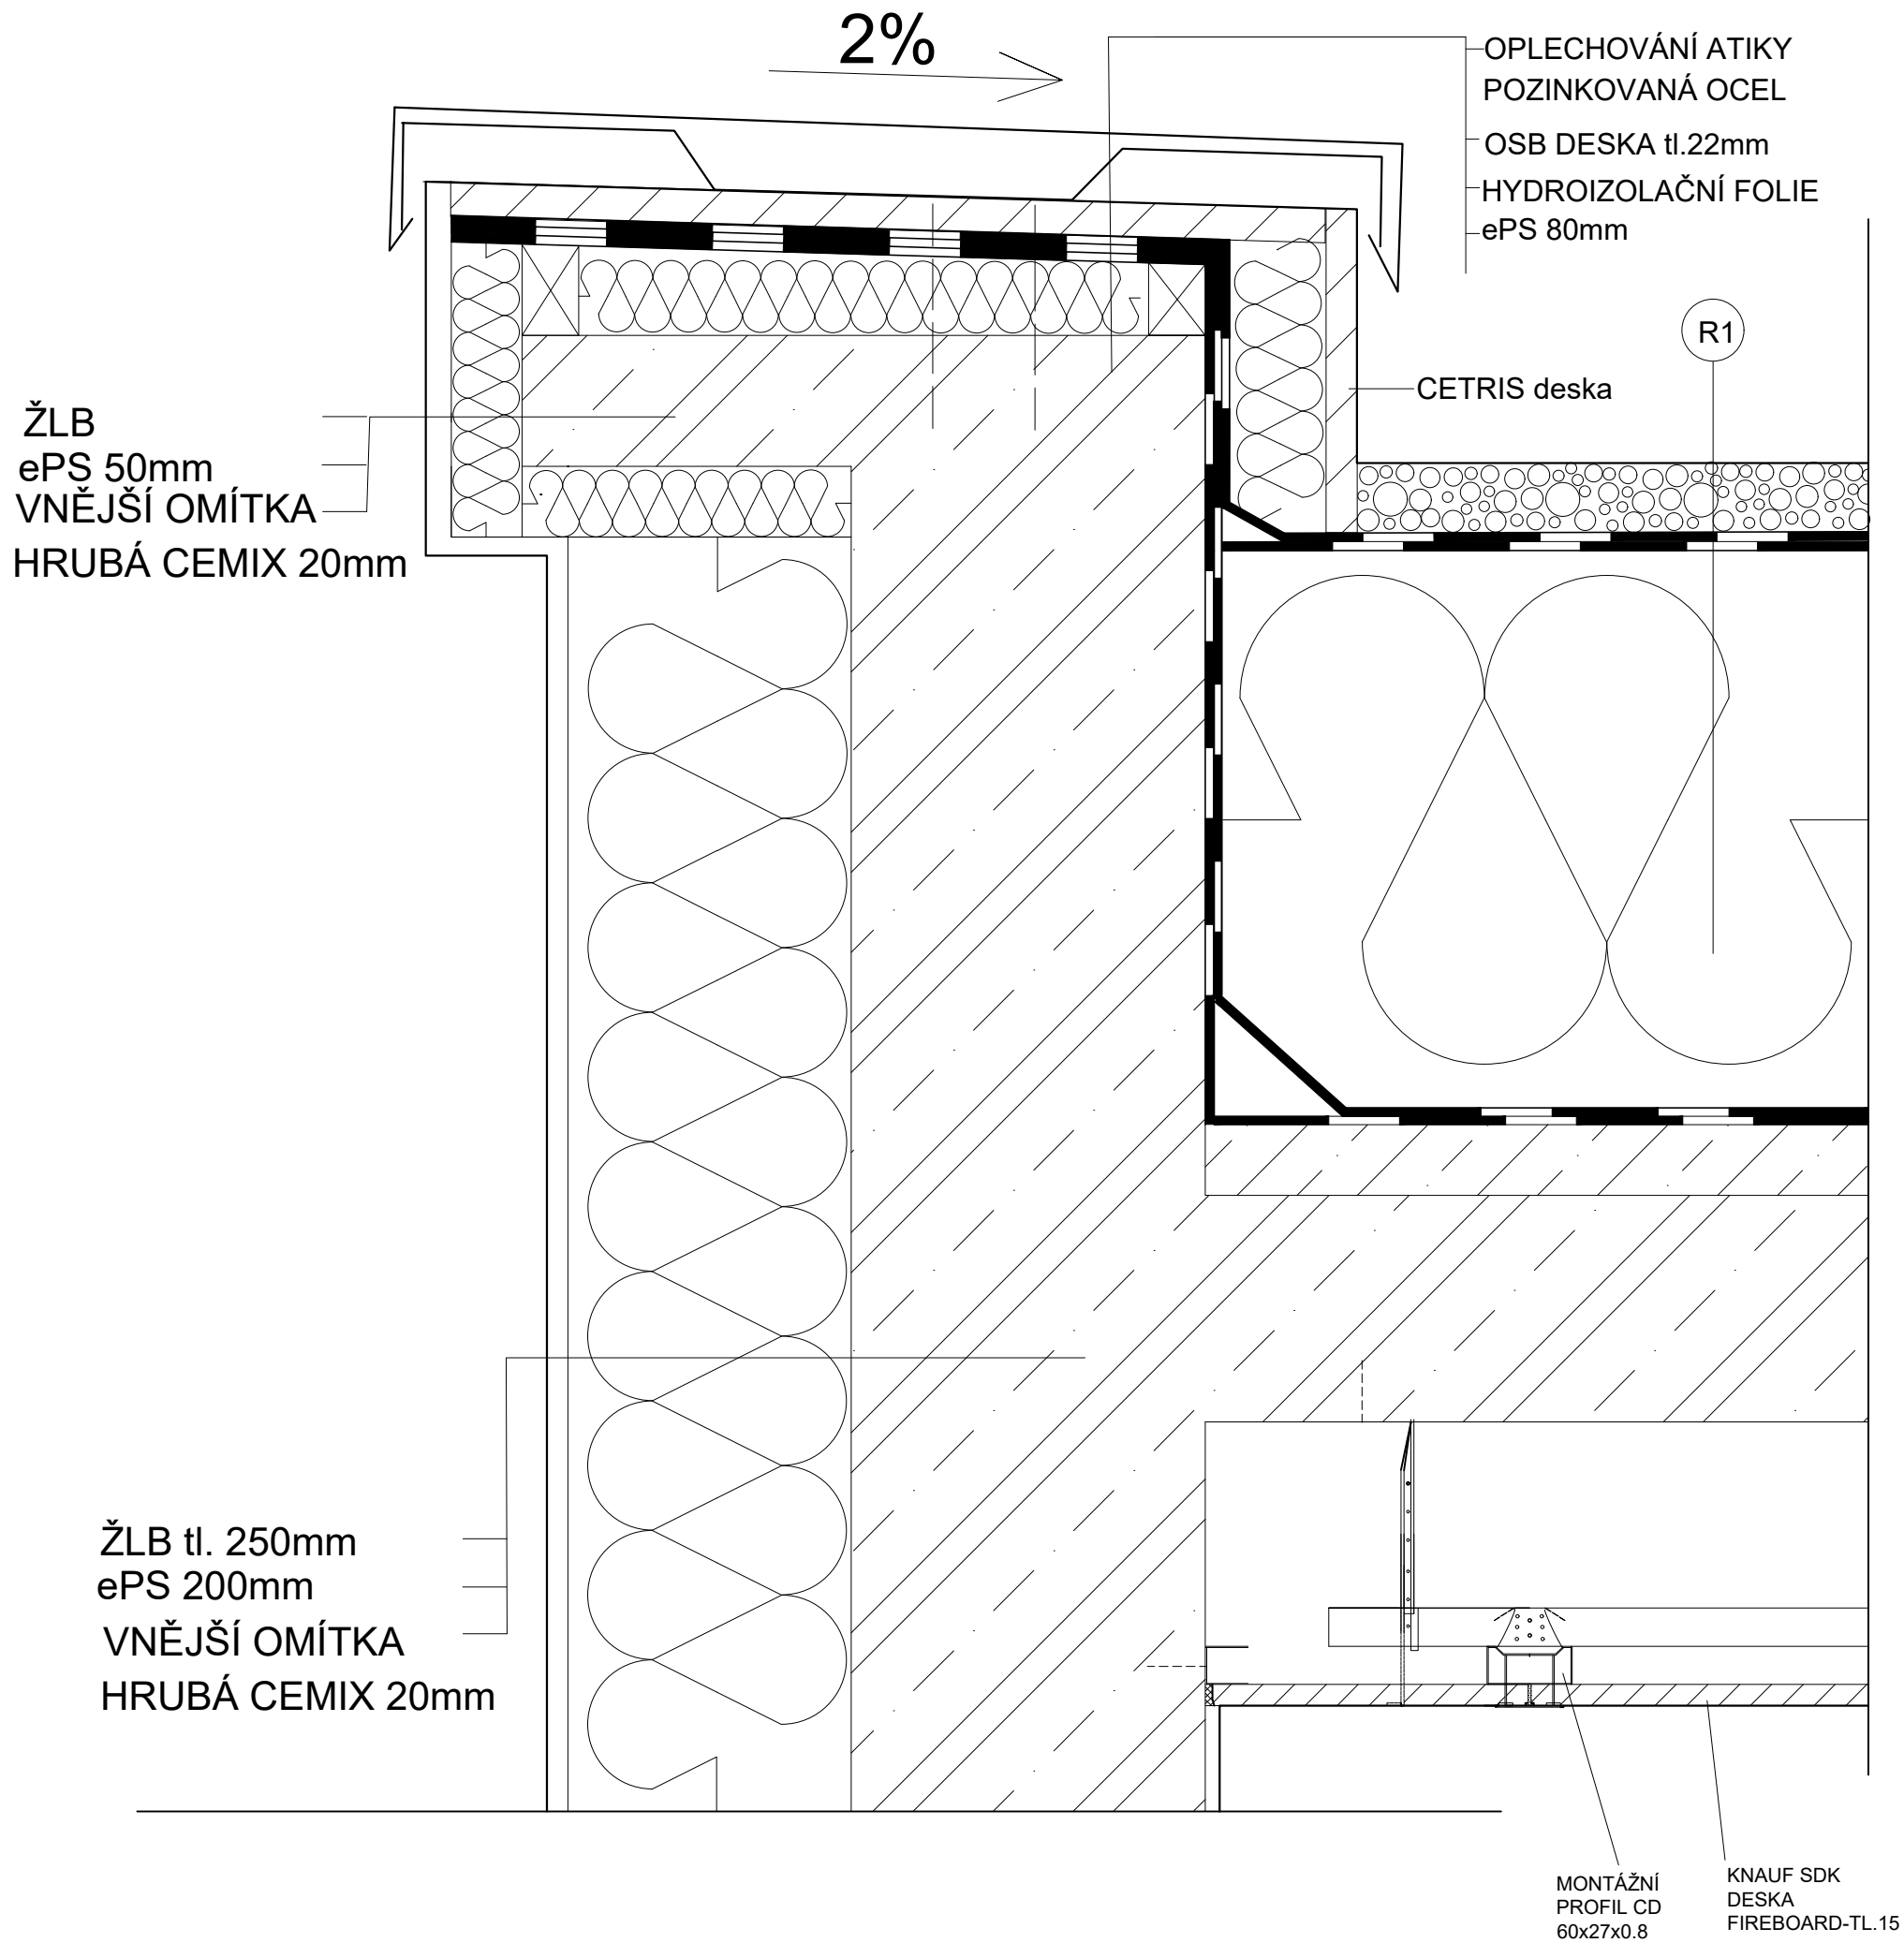 2%
OPLECHOVÁNÍ ATIKY
POZINKOVANÁ OCEL
OSB DESKA tl.22mm
HYDROIZOLAČNÍ FOLIE
ePS 80mm
R1
CETRIS deska
ŽLB
ePS 50mm
VNĚJŠÍ OMÍTKA
HRUBÁ CEMIX 20mm
ŽLB tl. 250mm
ePS 200mm
VNĚJŠÍ OMÍTKA
HRUBÁ CEMIX 20mm
MONTÁŽNÍ
PROFIL CD
60x27x0.8
KNAUF SDK
DESKA
FIREBOARD-TL.15